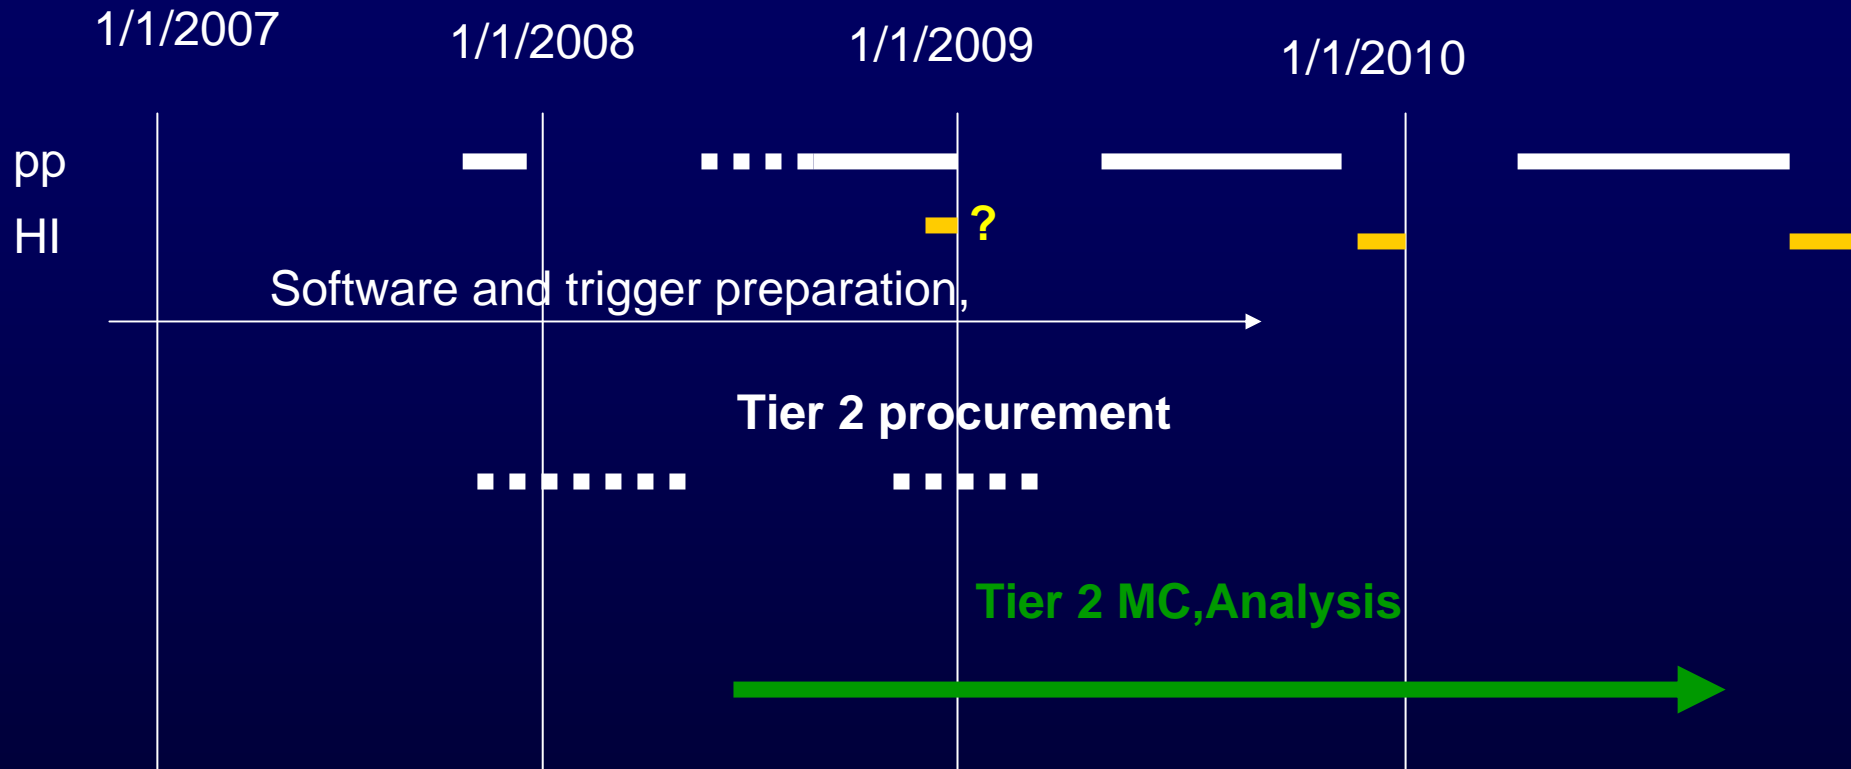 1/1/2007
1/1/2008
1/1/2009
1/1/2010
pp
HI
?
Software and trigger preparation,
Tier 2 procurement
Tier 2 MC,Analysis